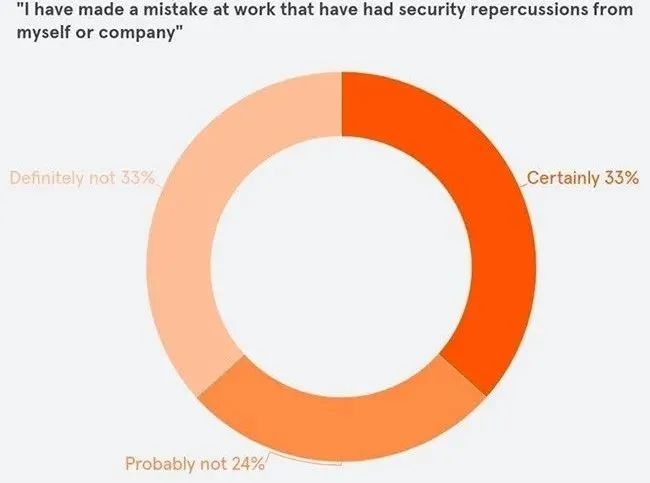 "I have made a mistake at work that have had security repercussions from
myself or company"
Definitely not 33%
Certainly 33%
Probably not 24%